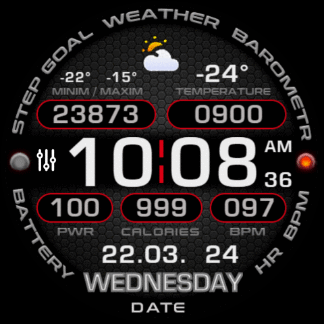 STEP GOAL WEATHER BAROMETR
-22° -15° -24°
MINIM / MAXIM TEMPERATURE
23873 0900
10:08 AM
36
100 999 097
PWR CALORIES BPM
22.03. 24
BATTERY HR BPM
WEDNESDAY
DATE